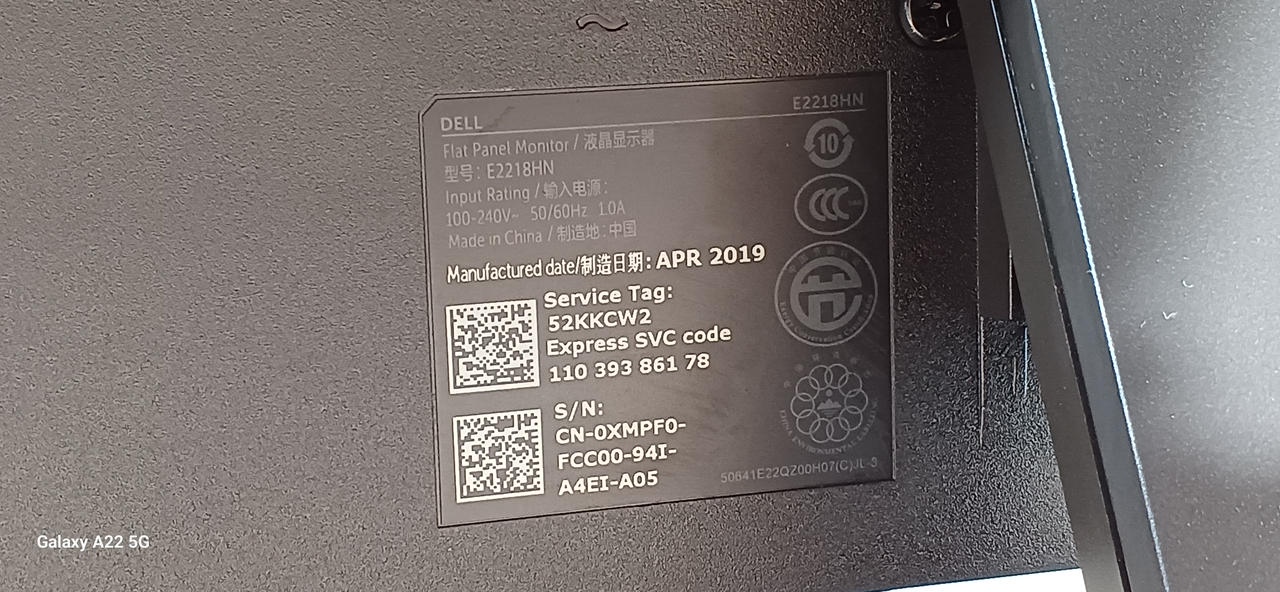 E2218HN
DELL
Flat Panel Monitor / 液晶显示器
型号: E2218HN
Input Rating / 输入电源:
100-240V~ 50/60Hz 1.0A
Made in China / 制造地: 中国
Manufactured date/制造日期: APR 2019
Service Tag:
52KKCW2
Express SVC code
110 393 861 78
S/N:
CN-0XMPF0-
FCC00-94I-
A4EI-A05
10
CCC
50641E22QZ00H07(C)JL-3
Galaxy A22 5G